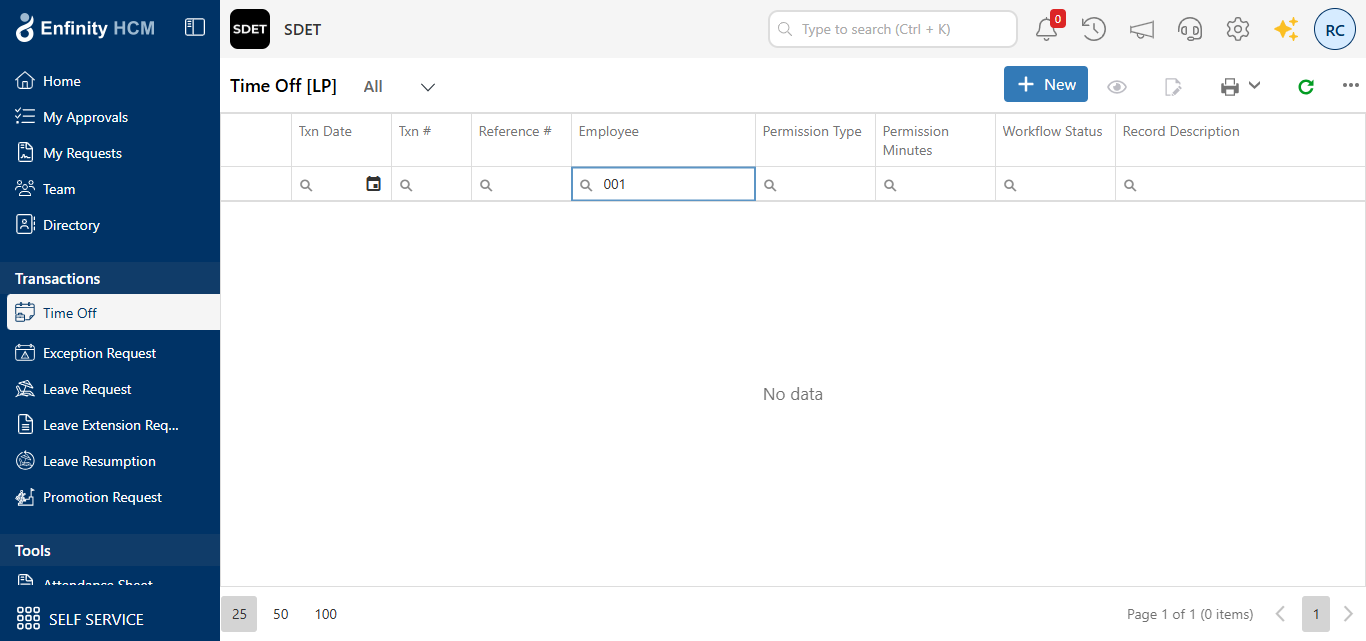 Enfinity HCM
SDET
SDET
Type to search (Ctrl + K)
0
RC
Home
My Approvals
My Requests
Team
Directory
Transactions
Time Off
Exception Request
Leave Request
Leave Extension Req...
Leave Resumption
Promotion Request
Tools
Attendance Sheet
SELF SERVICE
Time Off [LP]
All
New
Txn Date
Txn #
Reference #
Employee
Permission Type
Permission
Minutes
Workflow Status
Record Description
001
No data
25
50
100
Page 1 of 1 (0 items)
1